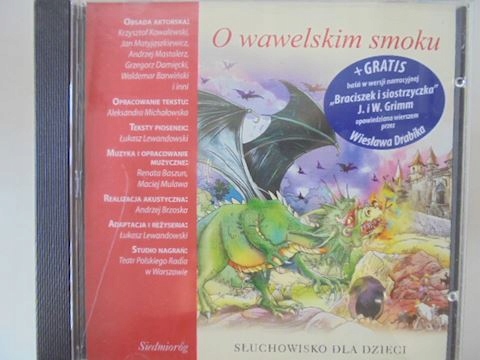 OBSADA AKTORSKA:
Krzysztof Kowalewski,
Jan Matyjaszkiewicz,
Andrzej Mastalerz,
Grzegorz Damięcki,
Waldemar Barwiński
i inni
OPRACOWANIE TEKSTU:
Aleksandra Michałowska
TEKSTY PIOSENEK:
Łukasz Lewandowski
MUZYKA I OPRACOWANIE
MUZYCZNE:
Renata Baszun,
Maciej Mulawa
REALIZACJA AKUSTYCZNA:
Andrzej Brzoska
ADAPTACJA I REŻYSERIA:
Łukasz Lewandowski
STUDIO NAGRAŃ:
Teatr Polskiego Radia
w Warszawie
Siedmioróg
O wawelskim smoku
+ GRATIS
baśń w wersji namacyjnej
„Braciszek i siostrzyczka"
J. i W. Grimm
opowiedziana wierszem
przez
Wiesława Drabika
SŁUCHOWISKO DLA DZIECI